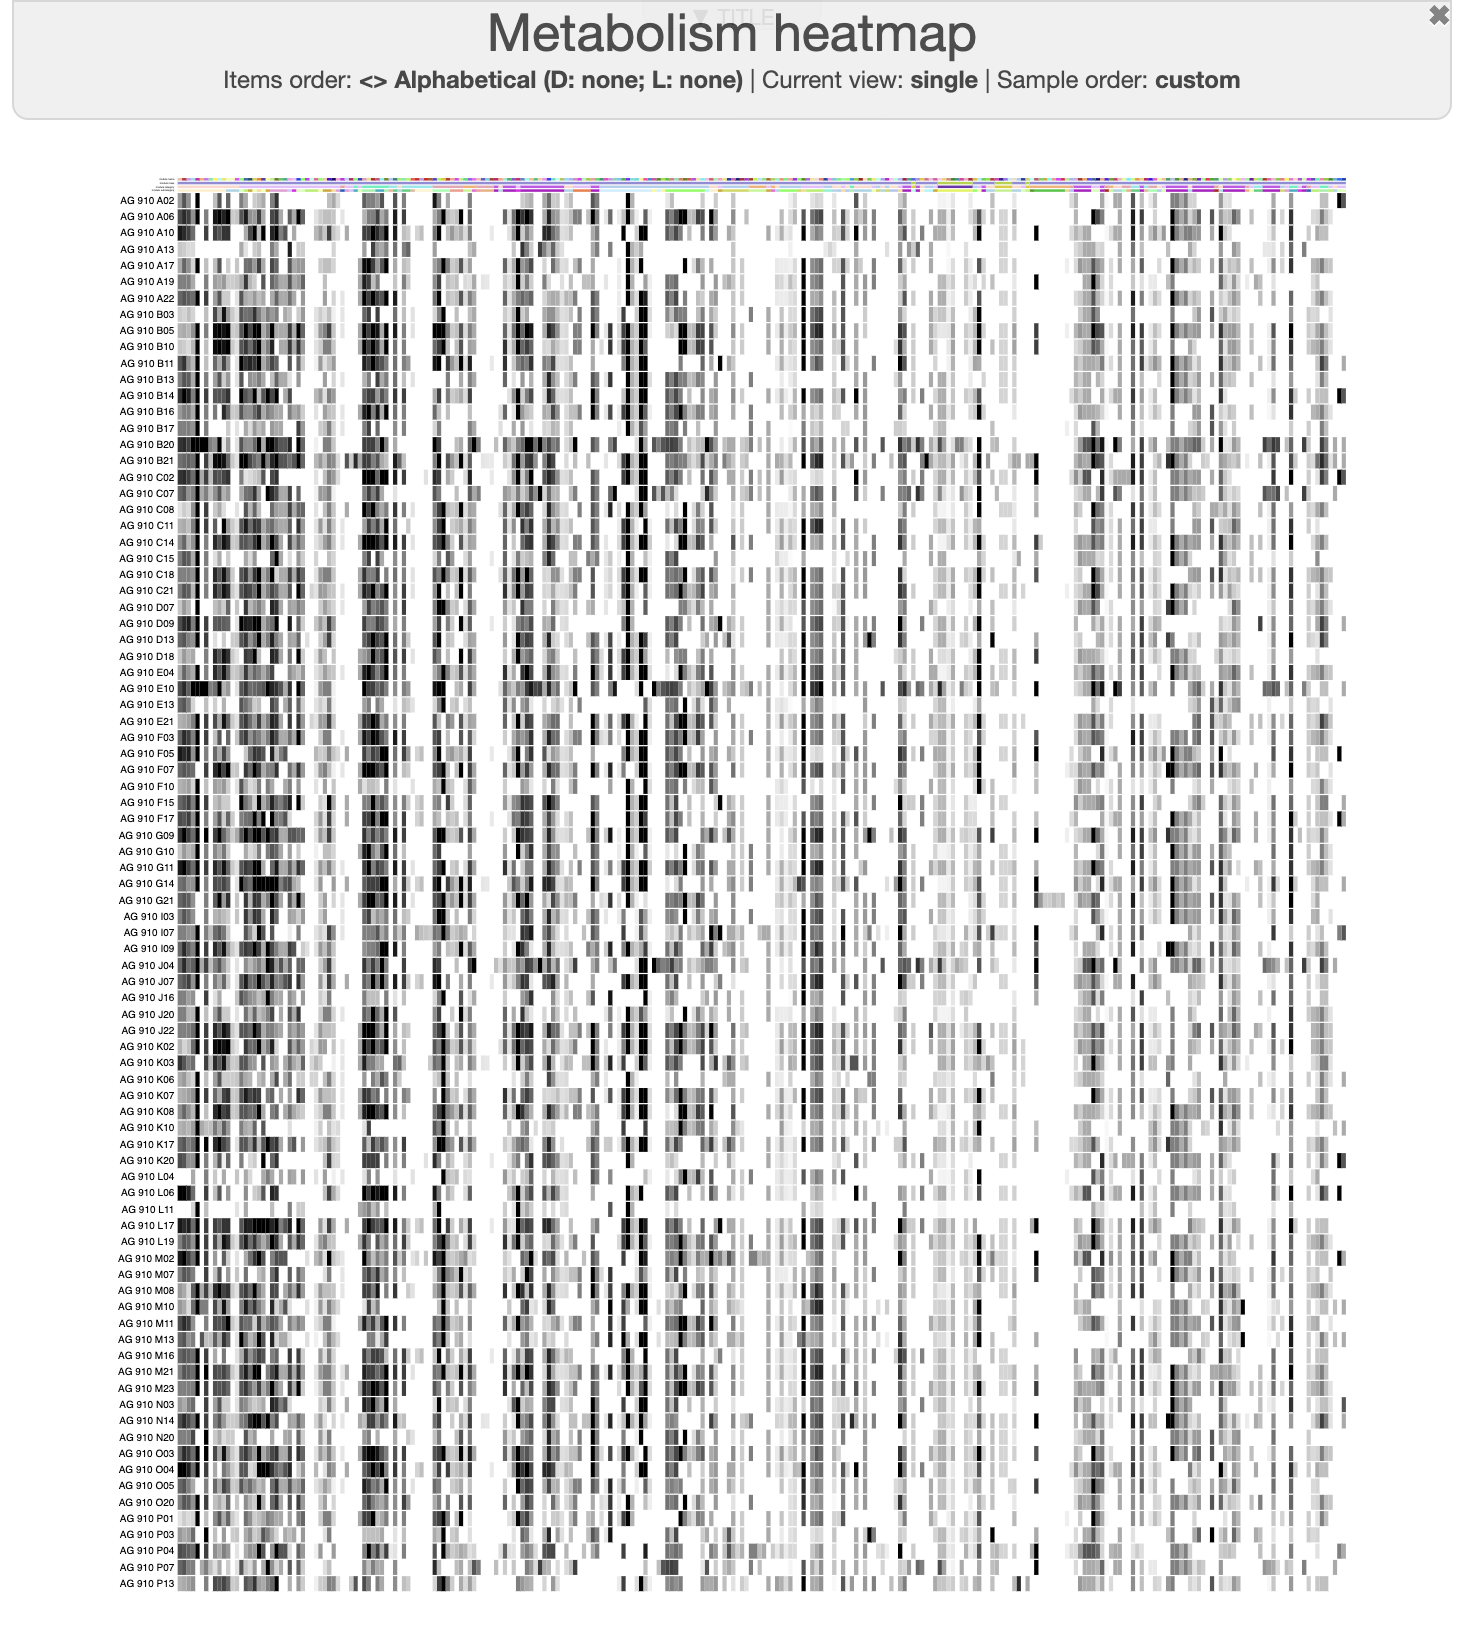 ▼ TITLE
Metabolism heatmap
Items order: <> Alphabetical (D: none; L: none) | Current view: single | Sample order: custom
AG 910 A02
AG 910 A06
AG 910 A10
AG 910 A13
AG 910 A17
AG 910 A19
AG 910 A22
AG 910 B03
AG 910 B05
AG 910 B10
AG 910 B11
AG 910 B13
AG 910 B14
AG 910 B16
AG 910 B17
AG 910 B20
AG 910 B21
AG 910 C02
AG 910 C07
AG 910 C08
AG 910 C11
AG 910 C14
AG 910 C15
AG 910 C18
AG 910 C21
AG 910 D07
AG 910 D09
AG 910 D13
AG 910 D18
AG 910 E04
AG 910 E10
AG 910 E13
AG 910 E21
AG 910 F03
AG 910 F05
AG 910 F07
AG 910 F10
AG 910 F15
AG 910 F17
AG 910 G09
AG 910 G10
AG 910 G11
AG 910 G14
AG 910 G21
AG 910 I03
AG 910 I07
AG 910 I09
AG 910 J04
AG 910 J07
AG 910 J16
AG 910 J20
AG 910 J22
AG 910 K02
AG 910 K03
AG 910 K06
AG 910 K07
AG 910 K08
AG 910 K10
AG 910 K17
AG 910 K20
AG 910 L04
AG 910 L06
AG 910 L11
AG 910 L17
AG 910 L19
AG 910 M02
AG 910 M07
AG 910 M08
AG 910 M10
AG 910 M11
AG 910 M13
AG 910 M16
AG 910 M21
AG 910 M23
AG 910 N03
AG 910 N14
AG 910 N20
AG 910 O03
AG 910 O04
AG 910 O05
AG 910 O20
AG 910 P01
AG 910 P03
AG 910 P04
AG 910 P07
AG 910 P13